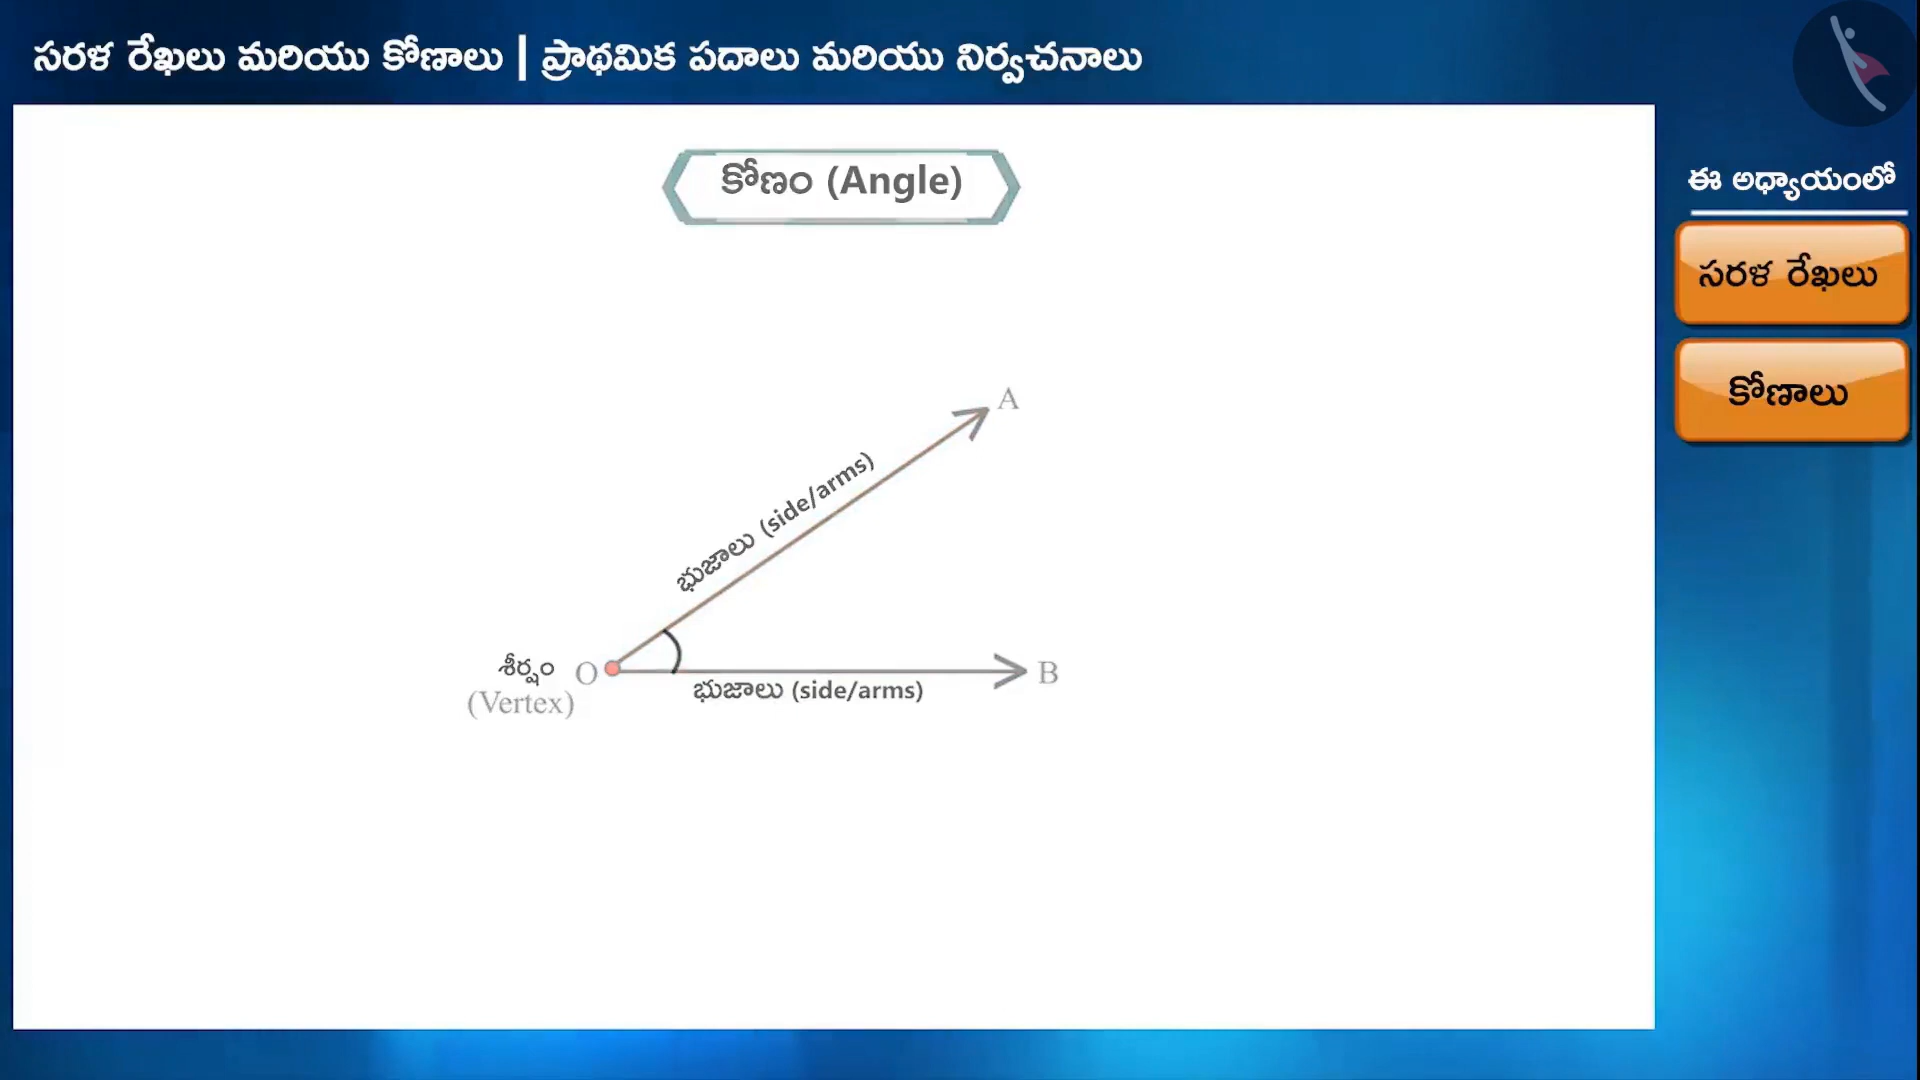 సరళ రేఖలు మరియు కోణాలు | ప్రాథమిక పదాలు మరియు నిర్వచనాలు
కోణం (Angle)
ఈ అధ్యాయంలో
సరళ రేఖలు
కోణాలు
A
భుజాలు (side/arms)
శీర్షం
(Vertex)
O
B
భుజాలు (side/arms)